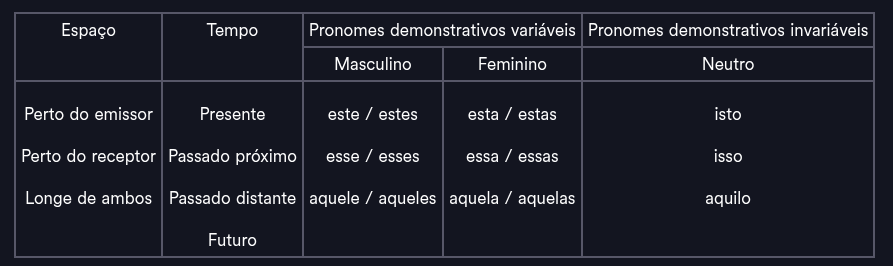 Espaço Tempo Pronomes demonstrativos variáveis Pronomes demonstrativos invariáveis
Masculino Feminino Neutro
Perto do emissor Presente este / estes esta / estas isto
Perto do receptor Passado próximo esse / esses essa / essas isso
Longe de ambos Passado distante aquele / aqueles aquela / aquelas aquilo
Futuro